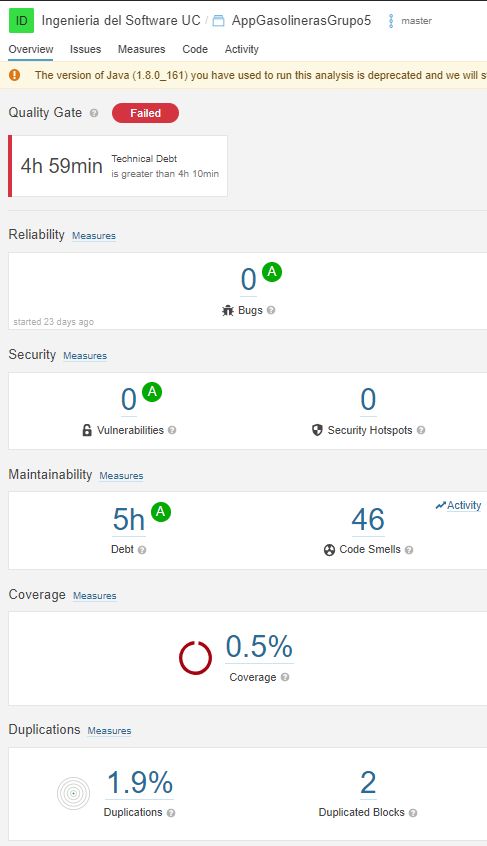 ID Ingenieria del Software UC / AppGasolinerasGrupo5 master
Overview Issues Measures Code Activity
The version of Java (1.8.0_161) you have used to run this analysis is deprecated and we will s
Quality Gate Failed
4h 59min
Technical Debt
is greater than 4h 10min
Reliability Measures
0 A
Bugs
started 23 days ago
Security Measures
0 A
Vulnerabilities
0
Security Hotspots
Maintainability Measures
5h A
Debt
46
Code Smells
Activity
Coverage Measures
0.5%
Coverage
Duplications Measures
1.9%
Duplications
2
Duplicated Blocks